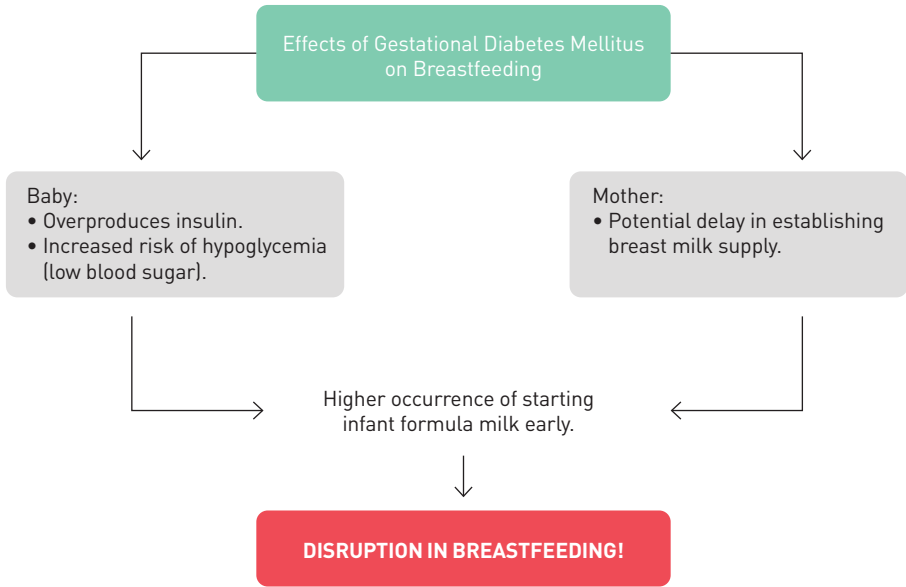 Effects of Gestational Diabetes Mellitus
on Breastfeeding
Baby:
• Overproduces insulin.
• Increased risk of hypoglycemia
(low blood sugar).
Mother:
• Potential delay in establishing
breast milk supply.
Higher occurrence of starting
infant formula milk early.
DISRUPTION IN BREASTFEEDING!